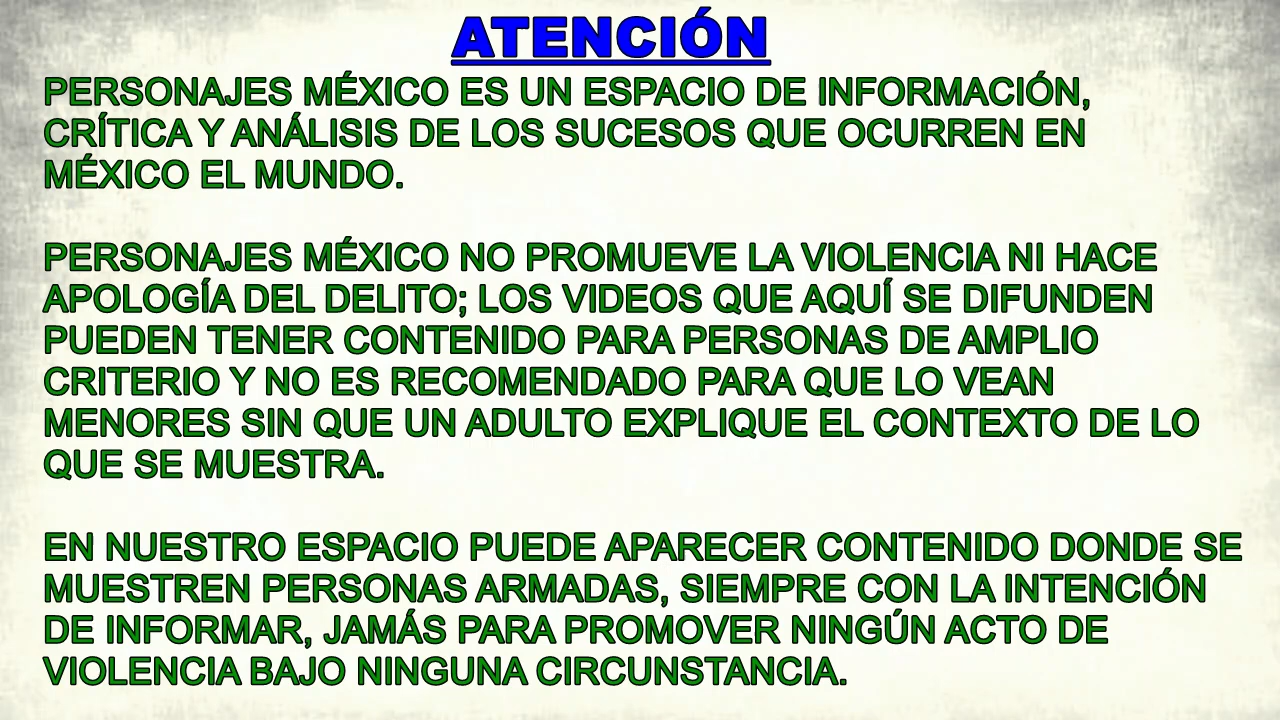 ATENCIÓN
PERSONAJES MÉXICO ES UN ESPACIO DE INFORMACIÓN,
CRÍTICA Y ANÁLISIS DE LOS SUCESOS QUE OCURREN EN
MÉXICO EL MUNDO.
PERSONAJES MÉXICO NO PROMUEVE LA VIOLENCIA NI HACE
APOLOGÍA DEL DELITO; LOS VIDEOS QUE AQUÍ SE DIFUNDEN
PUEDEN TENER CONTENIDO PARA PERSONAS DE AMPLIO
CRITERIO Y NO ES RECOMENDADO PARA QUE LO VEAN
MENORES SIN QUE UN ADULTO EXPLIQUE EL CONTEXTO DE LO
QUE SE MUESTRA.
EN NUESTRO ESPACIO PUEDE APARECER CONTENIDO DONDE SE
MUESTREN PERSONAS ARMADAS, SIEMPRE CON LA INTENCIÓN
DE INFORMAR, JAMÁS PARA PROMOVER NINGÚN ACTO DE
VIOLENCIA BAJO NINGUNA CIRCUNSTANCIA.